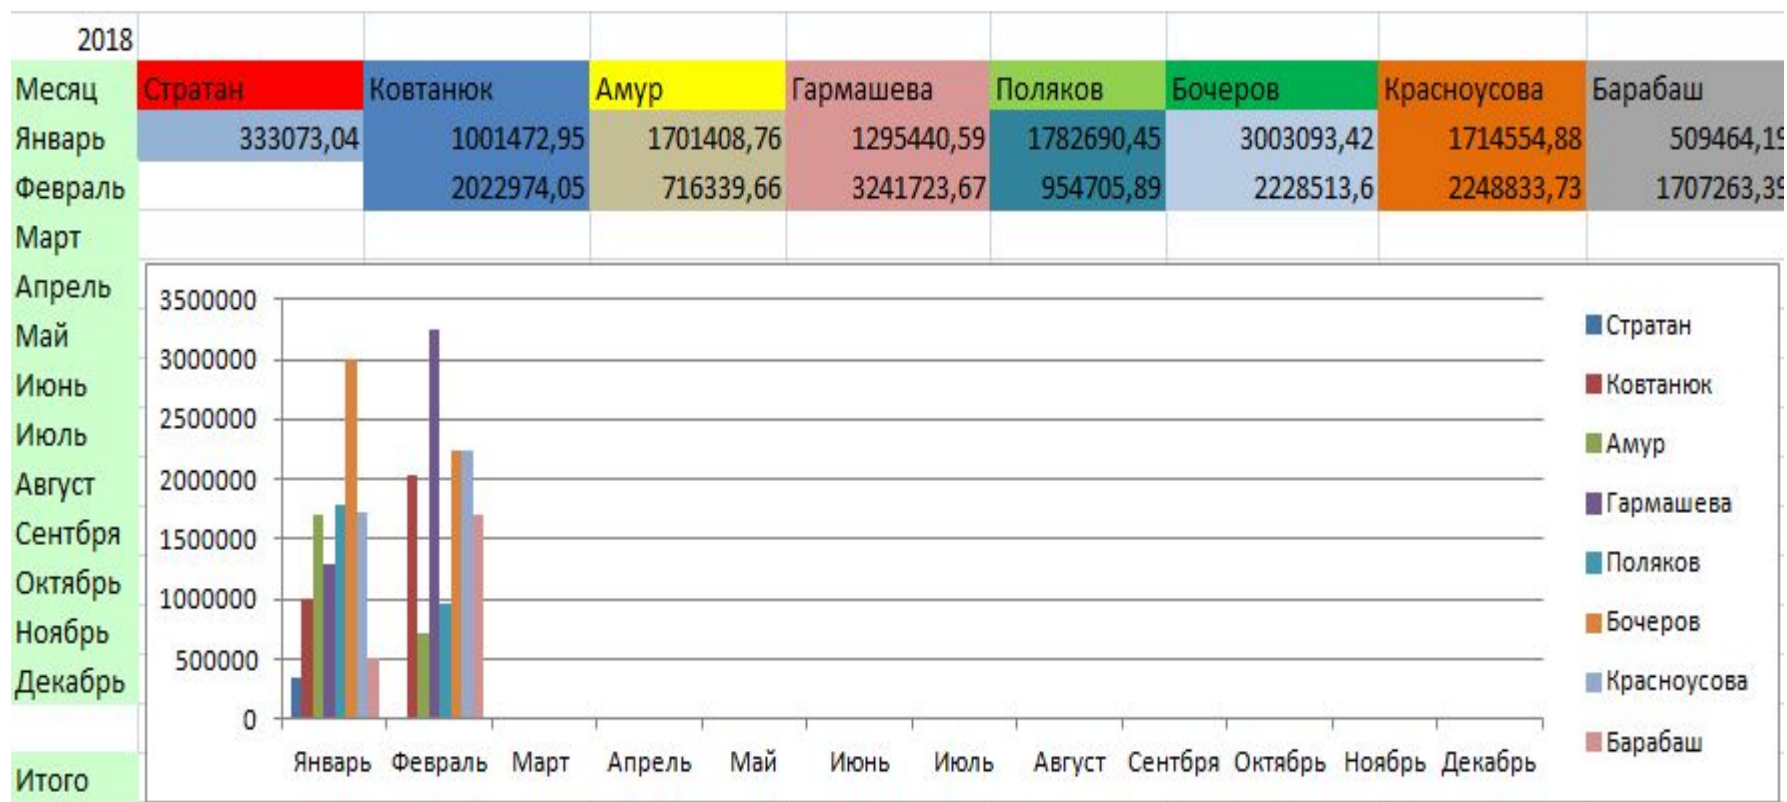 2018
Месяц Стратан Ковтанюк Амур Гармашева Поляков Бочеров Красноусова Барабаш
Январь 333073,04 1001472,95 1701408,76 1295440,59 1782690,45 3003093,42 1714554,88 509464,19
Февраль 2022974,05 716339,66 3241723,67 954705,89 2228513,6 2248833,73 1707263,39
Март
Апрель
Май
Июнь
Июль
Август
Сентбря
Октябрь
Ноябрь
Декабрь
Итого
3500000
3000000
2500000
2000000
1500000
1000000
500000
0
Январь Февраль Март Апрель Май Июнь Июль Август Сентбря Октябрь Ноябрь Декабрь
Стратан
Ковтанюк
Амур
Гармашева
Поляков
Бочеров
Красноусова
Барабаш